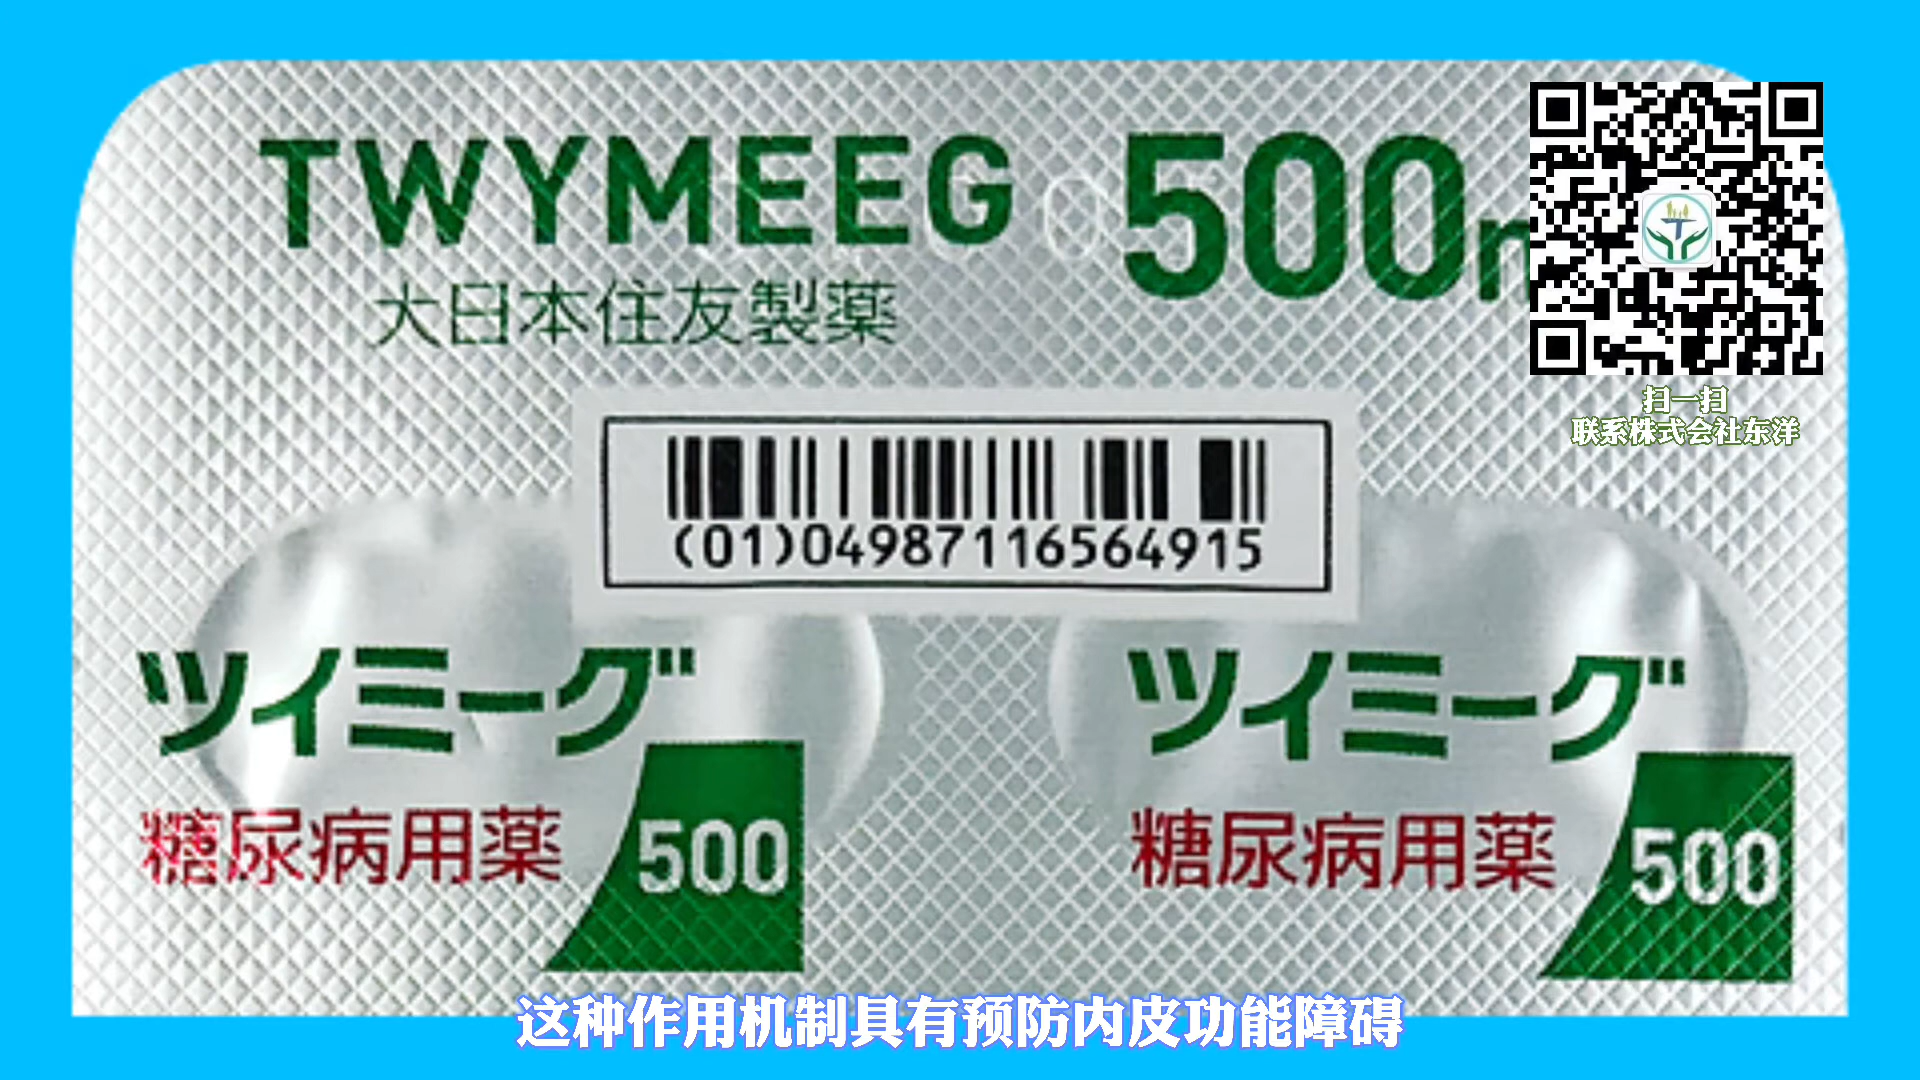 TWYMEEG 500m
大日本住友製薬
扫一扫
联系株式会社东洋
(01)04987116564915
ツイミーグ ツイミーグ
糖尿病用薬 500 糖尿病用薬 500
这种作用机制具有预防内皮功能障碍